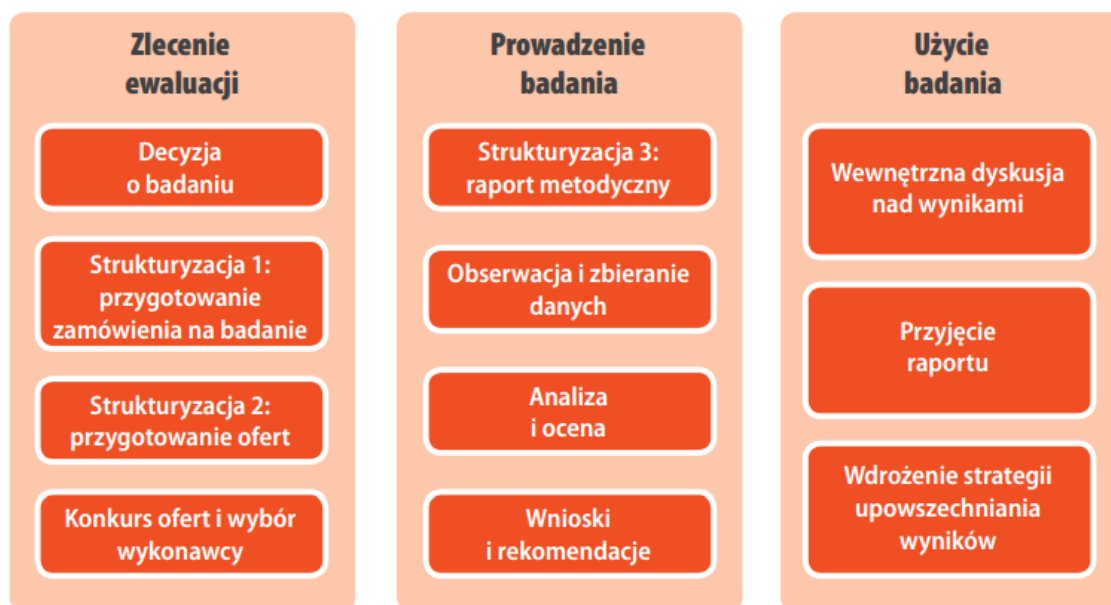 Zlecenie
ewaluacji
Decyzja
o badaniu
Strukturyzacja 1:
przygotowanie
zamówienia na badanie
Strukturyzacja 2:
przygotowanie ofert
Konkurs ofert i wybór
wykonawcy
Prowadzenie
badania
Strukturyzacja 3:
raport metodyczny
Obserwacja i zbieranie
danych
Analiza
i ocena
Wnioski
i rekomendacje
Użycie
badania
Wewnętrzna dyskusja
nad wynikami
Przyjęcie
raportu
Wdrożenie strategii
upowszechniania
wyników